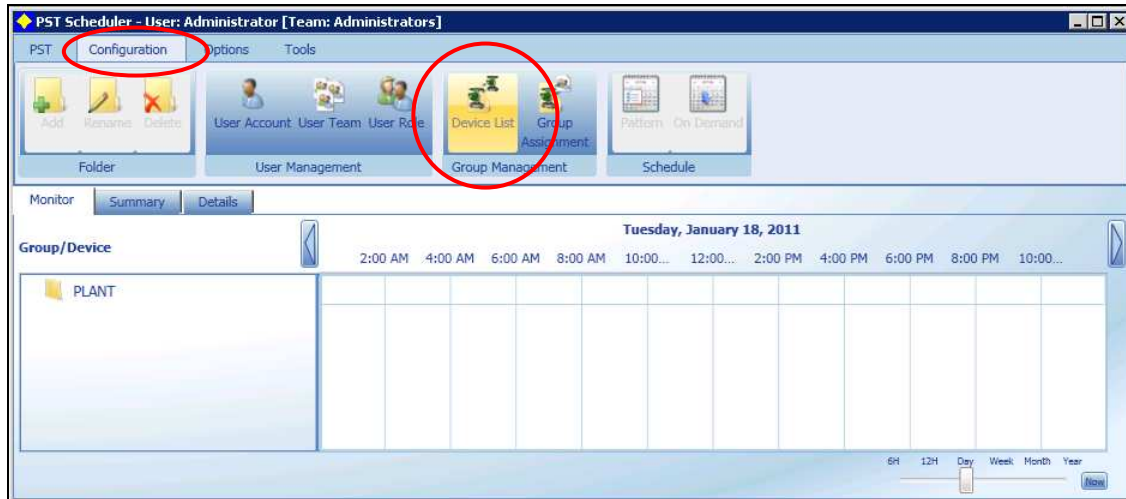 PST Scheduler - User: Administrator [Team: Administrators]
PST Configuration Options Tools
Add Rename Delete User Account User Team User Role Device List Group Assignment Pattern On Demand
Folder User Management Group Management Schedule
Monitor Summary Details
Tuesday, January 18, 2011
Group/Device
2:00 AM 4:00 AM 6:00 AM 8:00 AM 10:00... 12:00... 2:00 PM 4:00 PM 6:00 PM 8:00 PM 10:00...
PLANT
6H 12H Day Week Month Year
Now